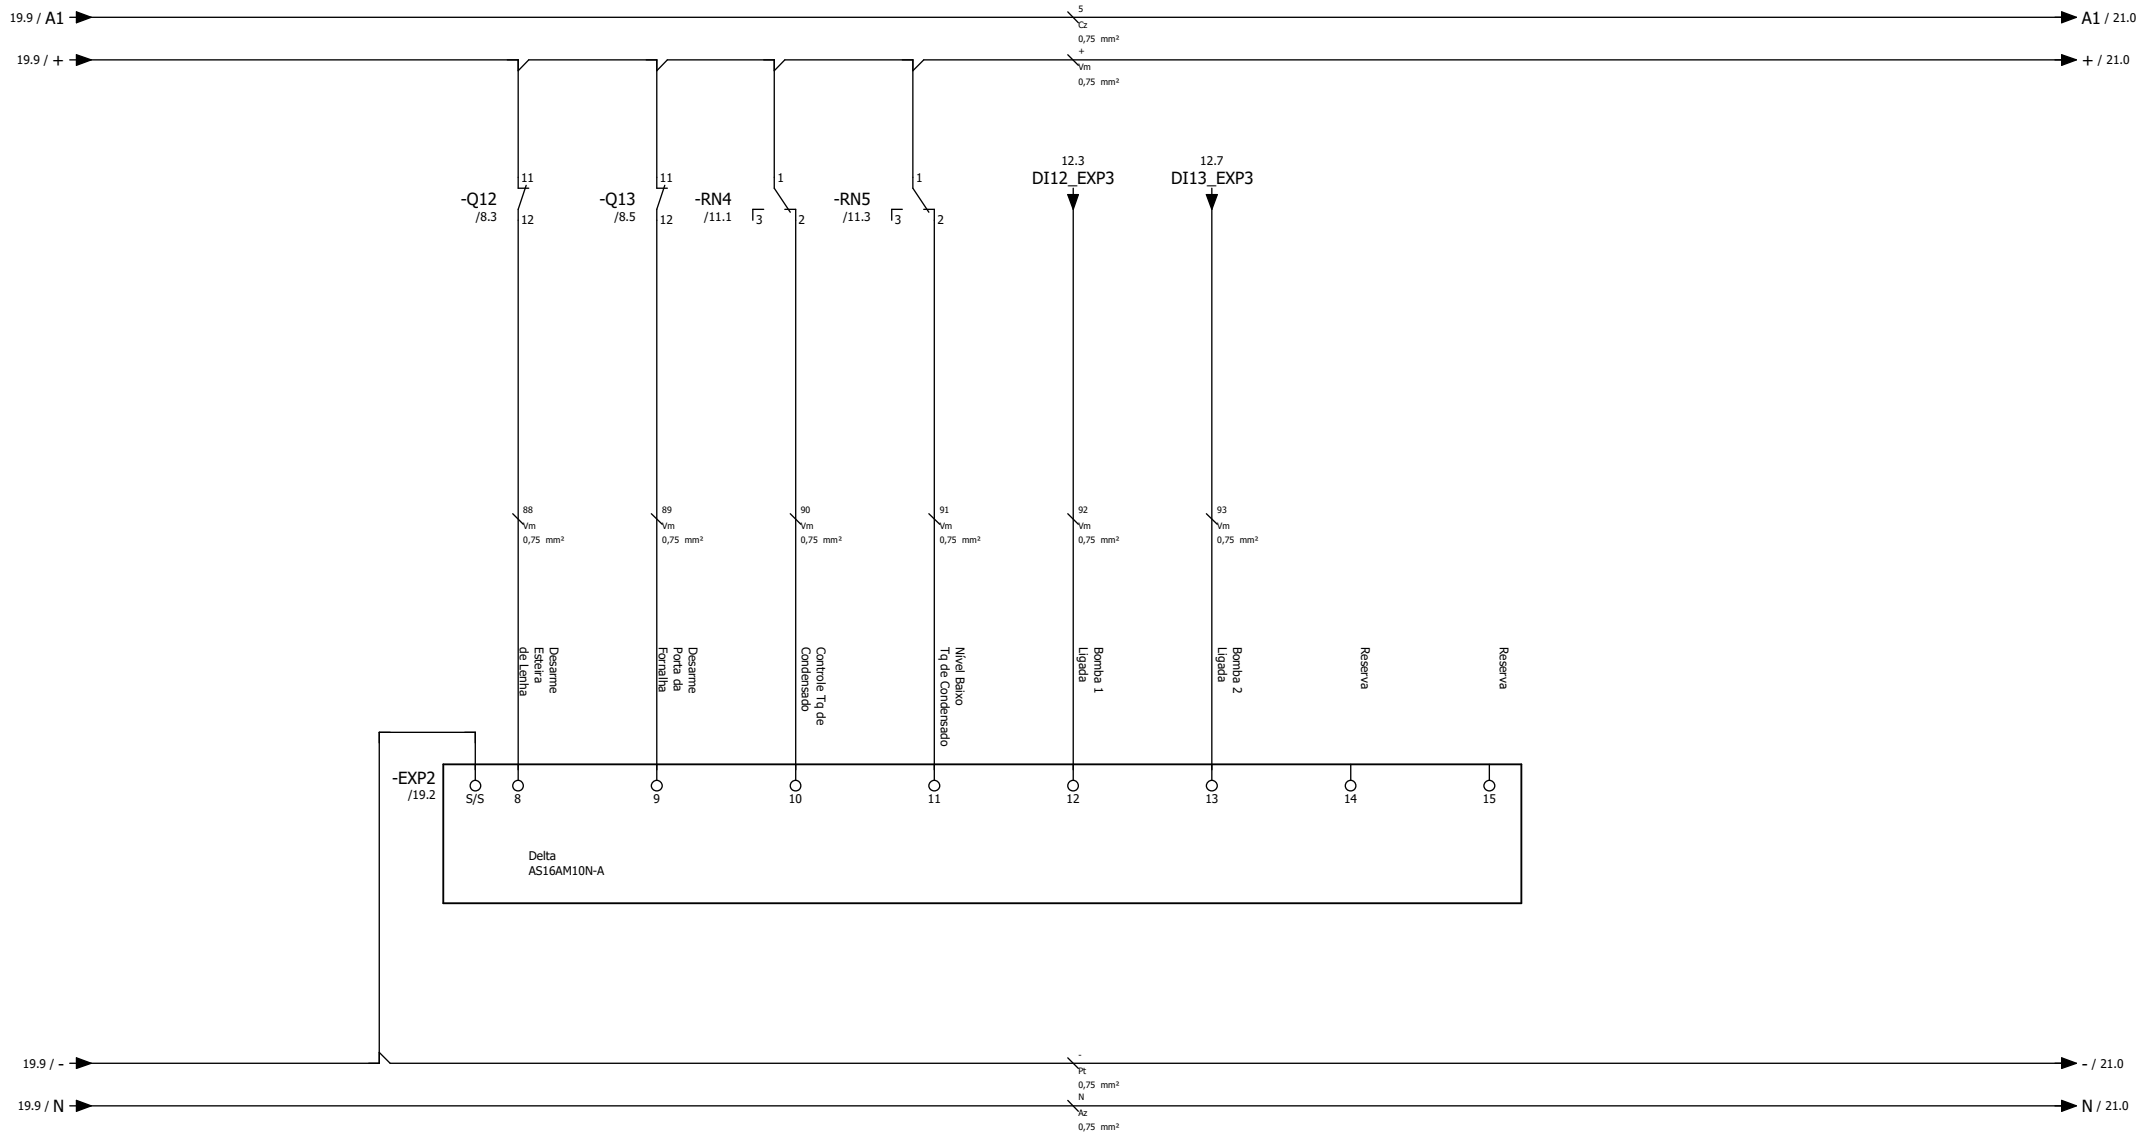 19.9 / A1
5
Cz
0,75 mm²
A1 / 21.0
19.9 / +
+
Vm
0,75 mm²
+ / 21.0
-Q12
/8.3
11
12
-Q13
/8.5
11
12
-RN4
/11.1
3
1
2
-RN5
/11.3
3
1
2
12.3
DI12_EXP3
12.7
DI13_EXP3
88
Vm
0,75 mm²
89
Vm
0,75 mm²
90
Vm
0,75 mm²
91
Vm
0,75 mm²
92
Vm
0,75 mm²
93
Vm
0,75 mm²
Desarme
Esteira
de Lenha
Desarme
Porta da
Fornalha
Controle Tq de
Condensado
Nível Baixo
Tq de Condensado
Bomba 1
Ligada
Bomba 2
Ligada
Reserva
Reserva
-EXP2
/19.2
S/S
8
9
10
11
12
13
14
15
Delta
AS16AM10N-A
19.9 / -
-
Pt
0,75 mm²
- / 21.0
19.9 / N
N
Az
0,75 mm²
N / 21.0